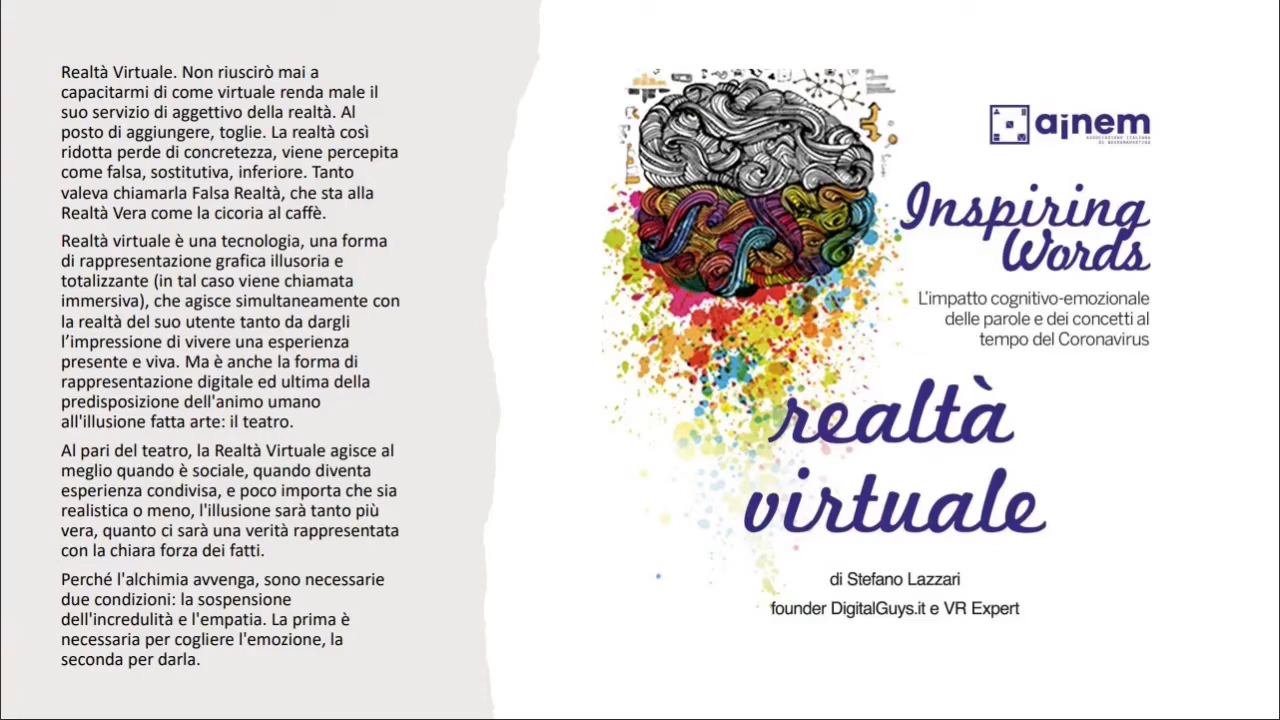 Realtà Virtuale. Non riuscirò mai a
capacitarmi di come virtuale renda male il
suo servizio di aggettivo della realtà. Al
posto di aggiungere, toglie. La realtà così
ridotta perde di concretezza, viene percepita
come falsa, sostitutiva, inferiore. Tanto
valeva chiamarla Falsa Realtà, che sta alla
Realtà Vera come la cicoria al caffè.
Realtà virtuale è una tecnologia, una forma
di rappresentazione grafica illusoria e
totalizzante (in tal caso viene chiamata
immersiva), che agisce simultaneamente con
la realtà del suo utente tanto da dargli
l’impressione di vivere una esperienza
presente e viva. Ma è anche la forma di
rappresentazione digitale ed ultima della
predisposizione dell'animo umano
all'illusione fatta arte: il teatro.
Al pari del teatro, la Realtà Virtuale agisce al
meglio quando è sociale, quando diventa
esperienza condivisa, e poco importa che sia
realistica o meno, l'illusione sarà tanto più
vera, quanto ci sarà una verità rappresentata
con la chiara forza dei fatti.
Perché l'alchimia avvenga, sono necessarie
due condizioni: la sospensione
dell'incredulità e l'empatia. La prima è
necessaria per cogliere l'emozione, la
seconda per darla.
ainem
ASSOCIAZIONE ITALIANA
DI NEUROMARKETING
Inspiring
Words
L'impatto cognitivo-emozionale
delle parole e dei concetti al
tempo del Coronavirus
realtà
virtuale
di Stefano Lazzari
founder DigitalGuys.it e VR Expert